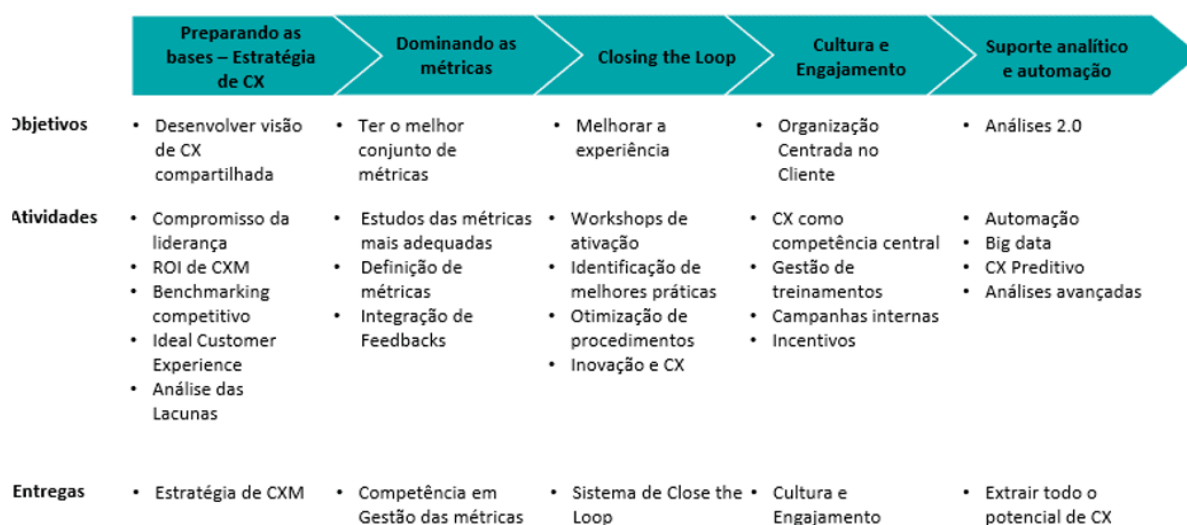 Preparando as
bases – Estratégia
de CX
Dominando as
métricas
Closing the Loop
Cultura e
Engajamento
Suporte analítico
e automação
Objetivos
• Desenvolver visão
de CX
compartilhada
• Ter o melhor
conjunto de
métricas
• Melhorar a
experiência
• Organização
Centrada no
Cliente
• Análises 2.0
Atividades
• Compromisso da
liderança
• ROI de CXM
• Benchmarking
competitivo
• Ideal Customer
Experience
• Análise das
Lacunas
• Estudos das métricas
mais adequadas
• Definição de
métricas
• Integração de
Feedbacks
• Workshops de
ativação
• Identificação de
melhores práticas
• Otimização de
procedimentos
• Inovação e CX
• CX como
competência central
• Gestão de
treinamentos
• Campanhas internas
• Incentivos
• Automação
• Big data
• CX Preditivo
• Análises avançadas
Entregas
• Estratégia de CXM
• Competência em
Gestão das métricas
• Sistema de Close the
Loop
• Cultura e
Engajamento
• Extrair todo o
potencial de CX